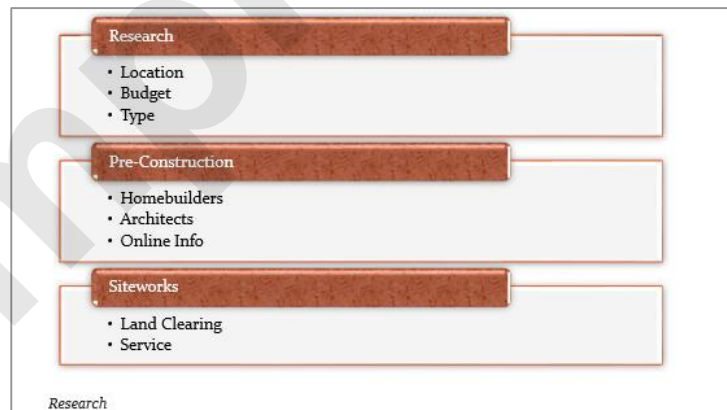 Research
• Location
• Budget
• Type
Pre-Construction
• Homebuilders
• Architects
• Online Info
Siteworks
• Land Clearing
• Service
Research